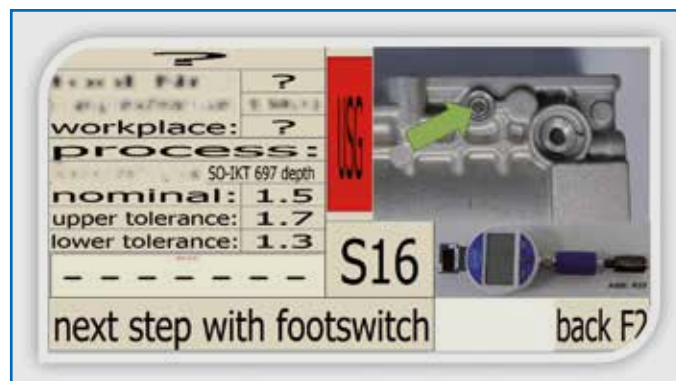 ?
?
workplace: ?
process:
SO-IKT 697 depth
nominal: 1.5
upper tolerance: 1.7
lower tolerance: 1.3
- - - - - - -
USG
S16
next step with footswitch
back F2